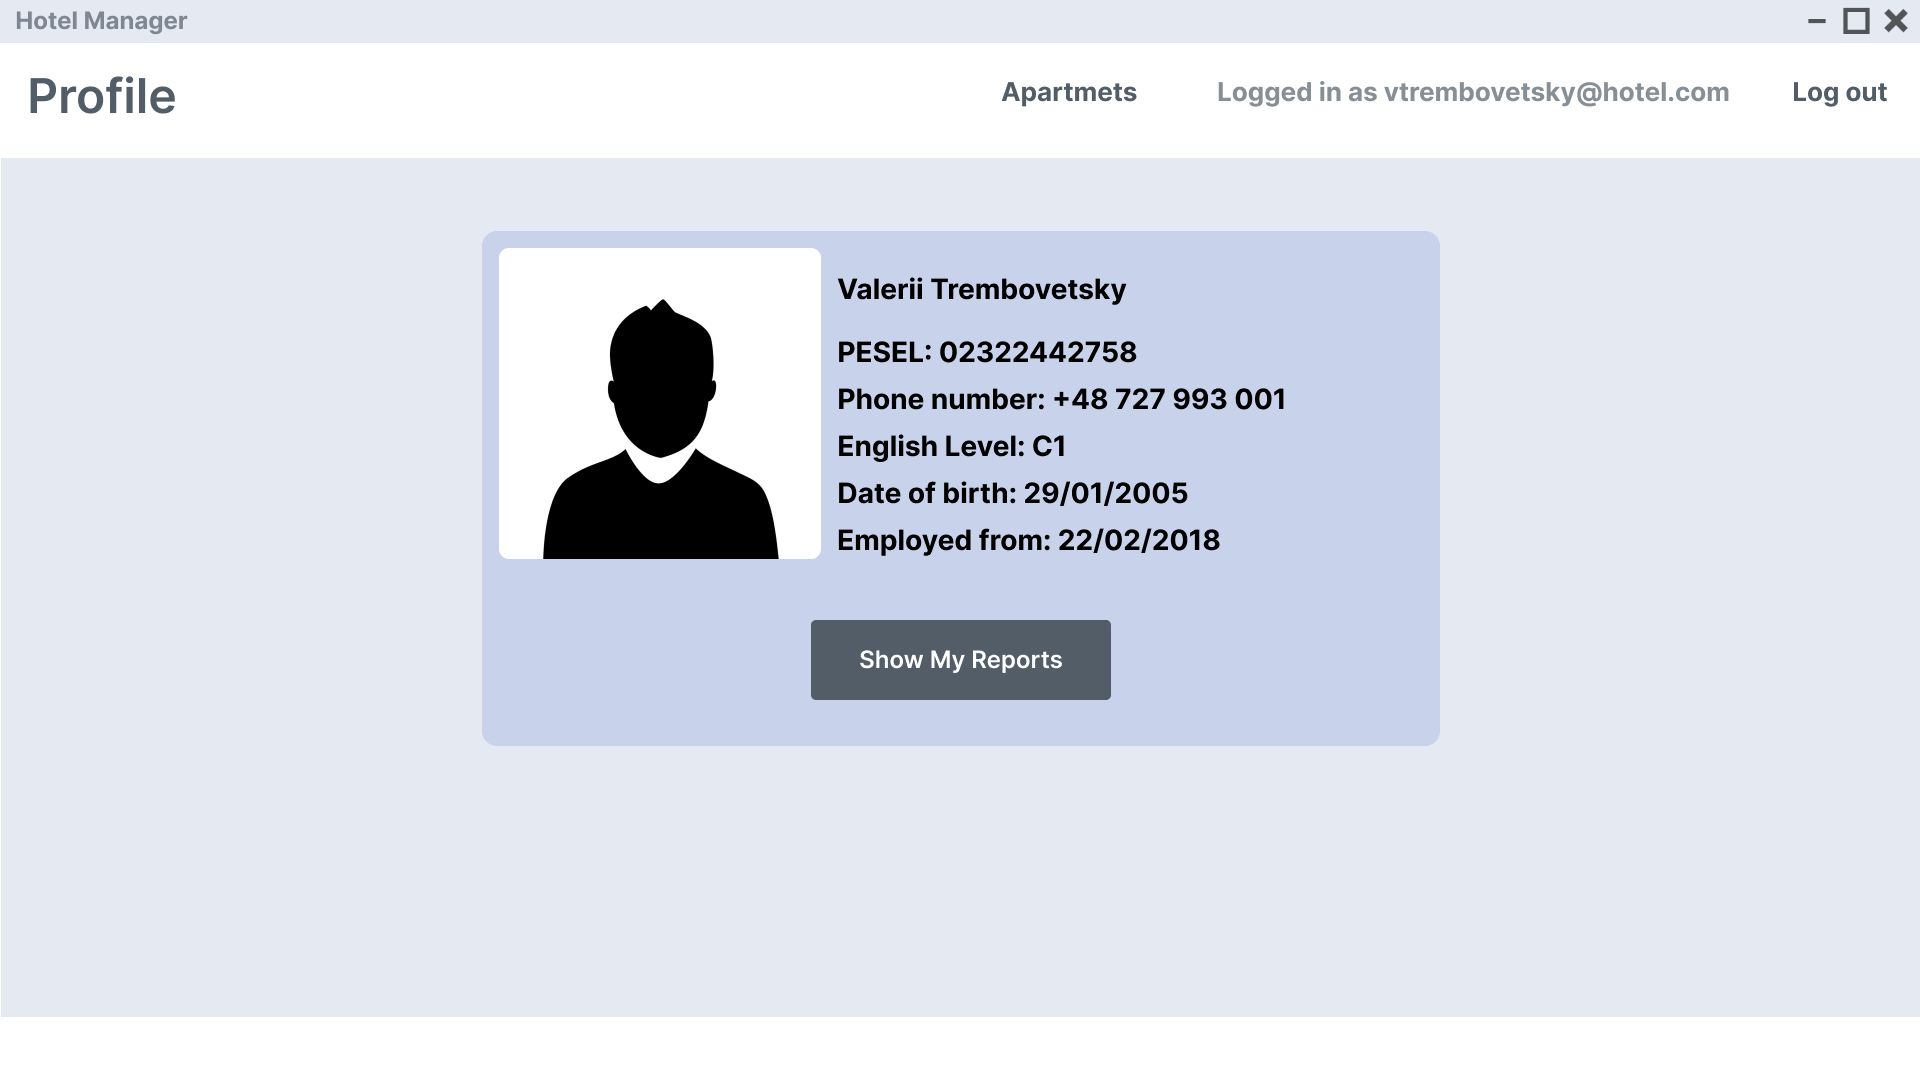 Hotel Manager
Profile
Apartmets
Logged in as vtrembovetsky@hotel.com
Log out
Valerii Trembovetsky
PESEL: 02322442758
Phone number: +48 727 993 001
English Level: C1
Date of birth: 29/01/2005
Employed from: 22/02/2018
Show My Reports